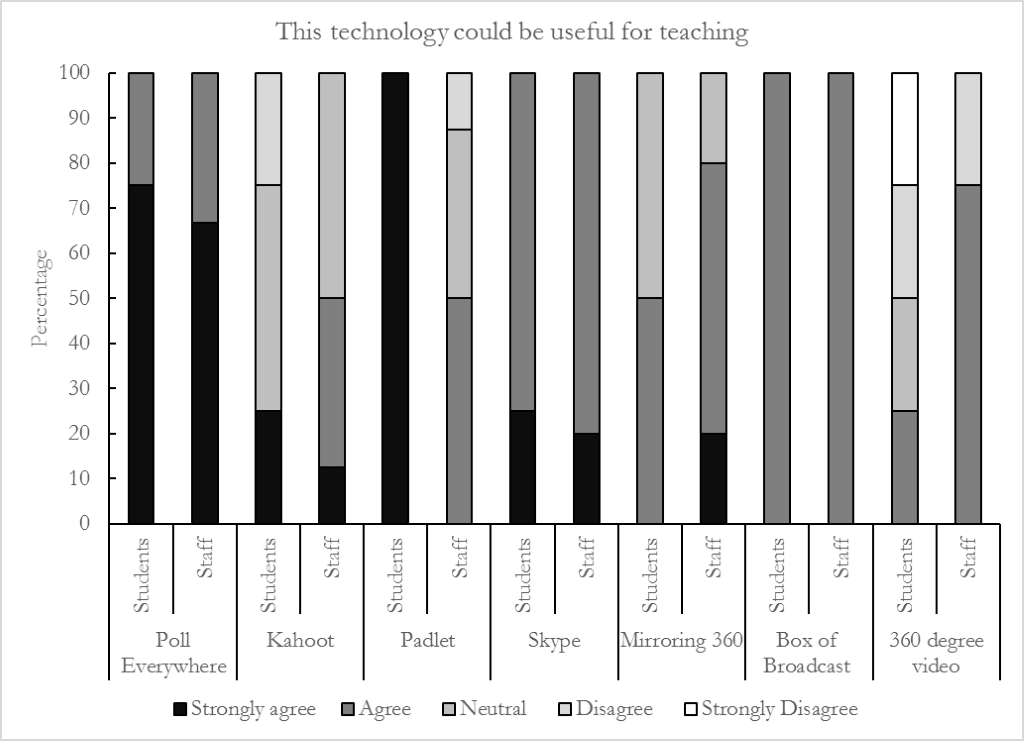 This technology could be useful for teaching
Percentage
100
90
80
70
60
50
40
30
20
10
0
Students Staff Students Staff Students Staff Students Staff Students Staff Students Staff Students Staff
Poll Everywhere Kahoot Padlet Skype Mirroring 360 Box of Broadcast 360 degree video
Strongly agree Agree Neutral Disagree Strongly Disagree